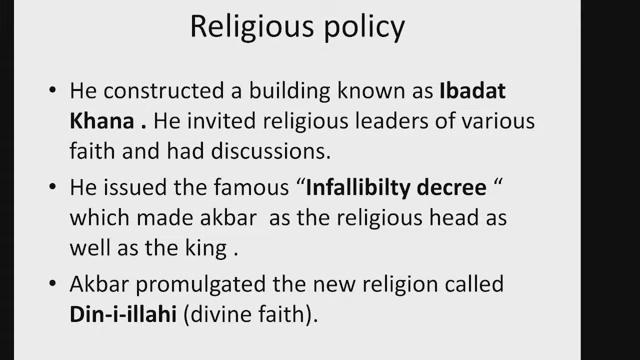 Religious policy
• He constructed a building known as Ibadat
Khana . He invited religious leaders of various
faith and had discussions.
• He issued the famous “Infallibilty decree “
which made akbar as the religious head as
well as the king .
• Akbar promulgated the new religion called
Din-i-illahi (divine faith).